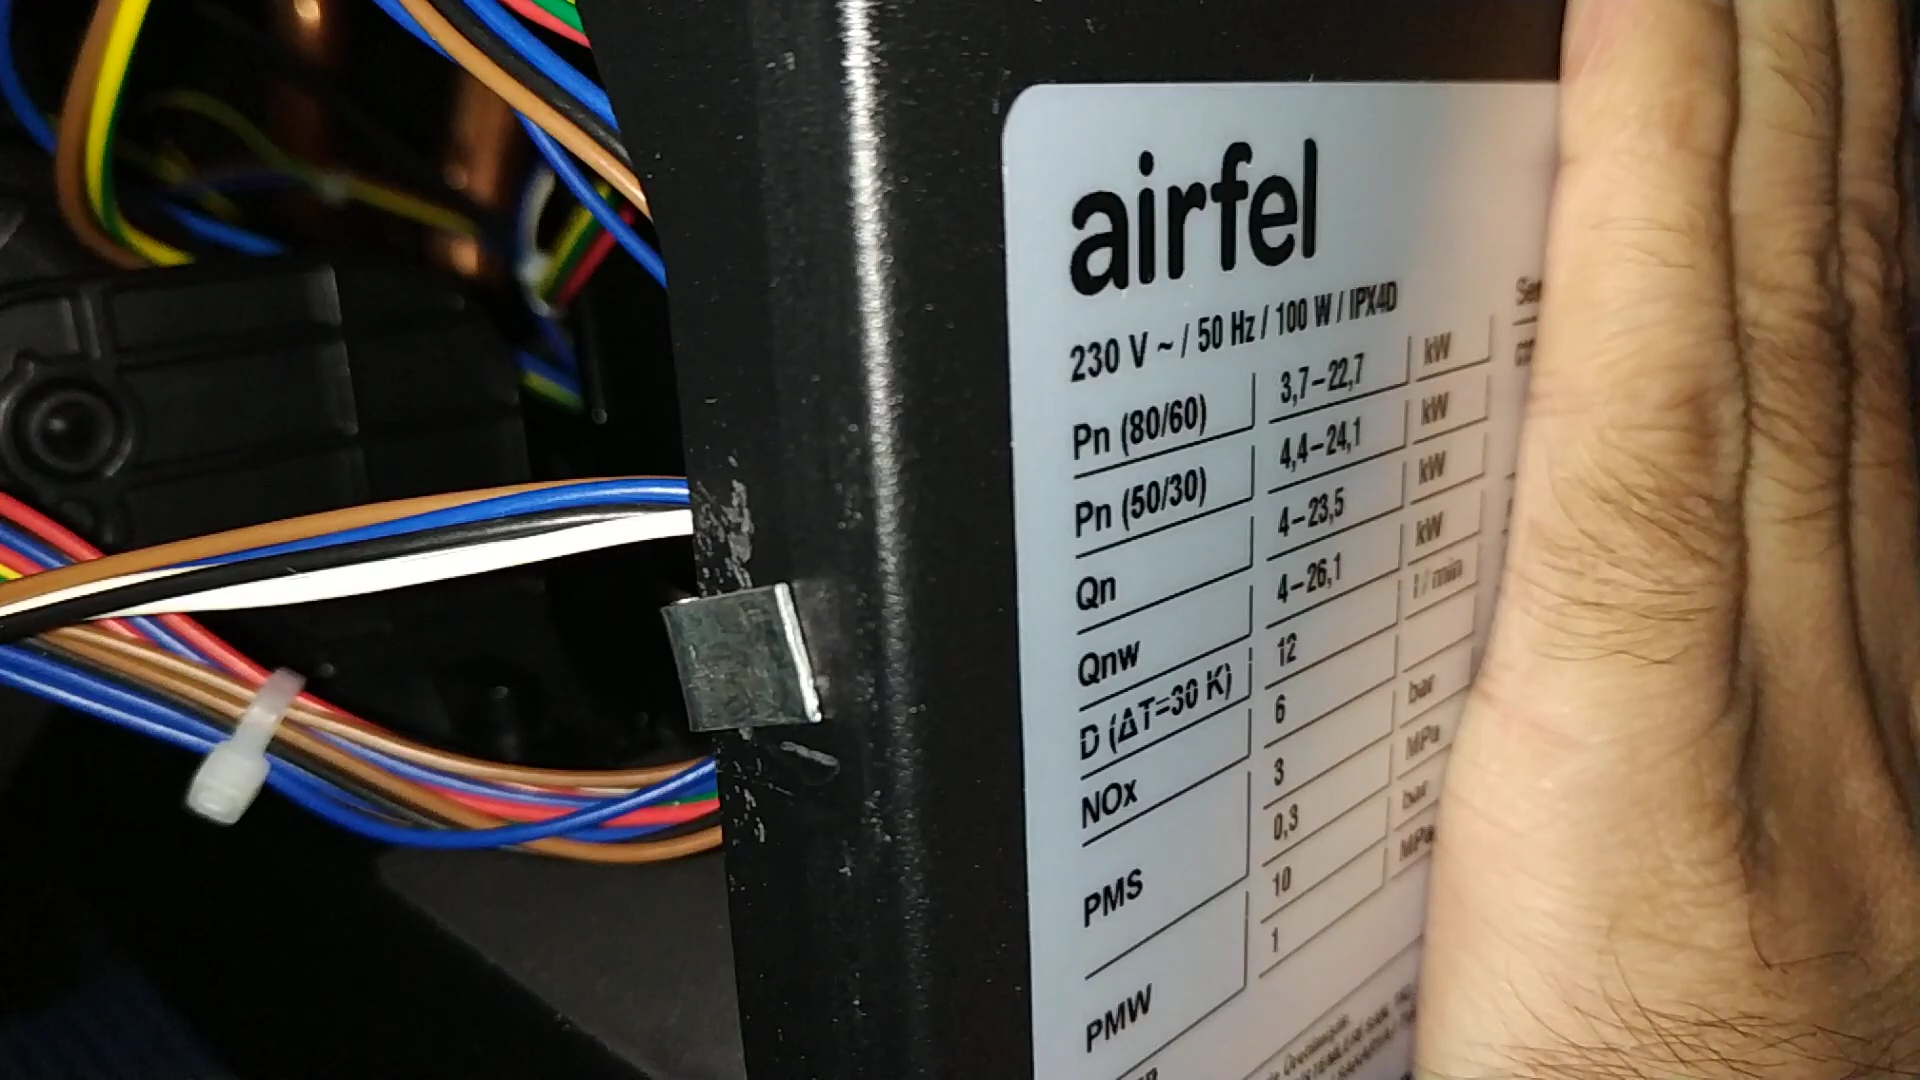 airfel
230 V ~ / 50 Hz / 100 W / IPX4D
Pn (80/60) 3,7–22,7 kW
Pn (50/30) 4,4–24,1 kW
Qn 4–23,5 kW
Qnw 4–26,1 kW
D (ΔT=30 K) 12 l / min
NOx 6
PMS 3 bar
0,3 MPa
PMW 10 bar
1 MPa